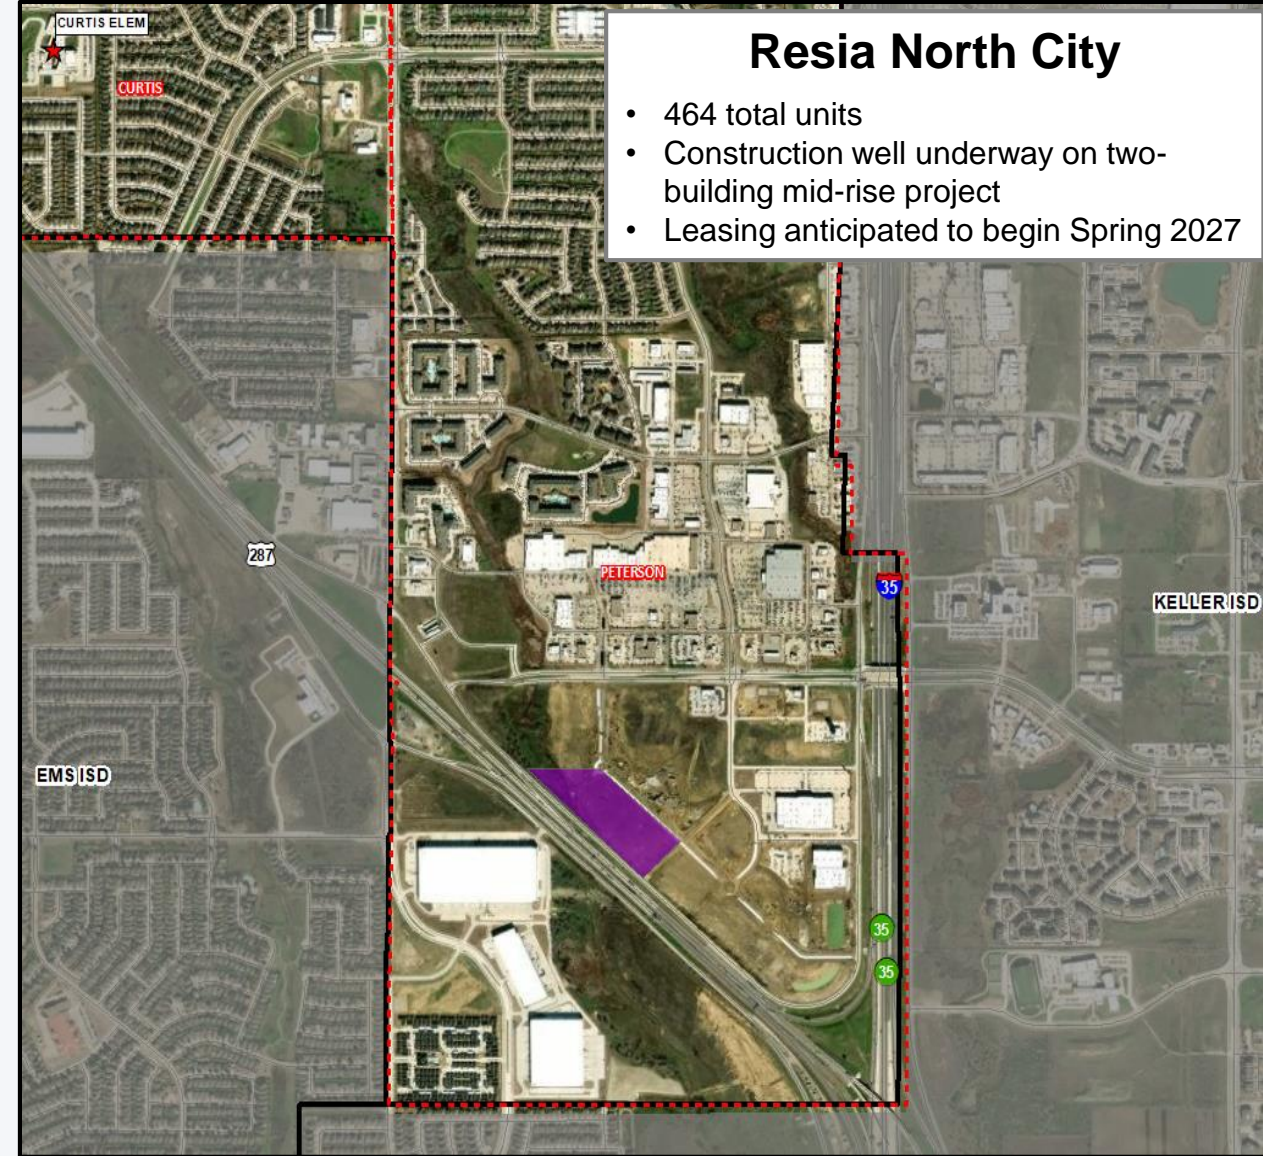 CURTIS ELEM
CURTIS
Resia North City
• 464 total units
• Construction well underway on two-
building mid-rise project
• Leasing anticipated to begin Spring 2027
287
PETERSON
35
KELLER ISD
EMS ISD
35
35